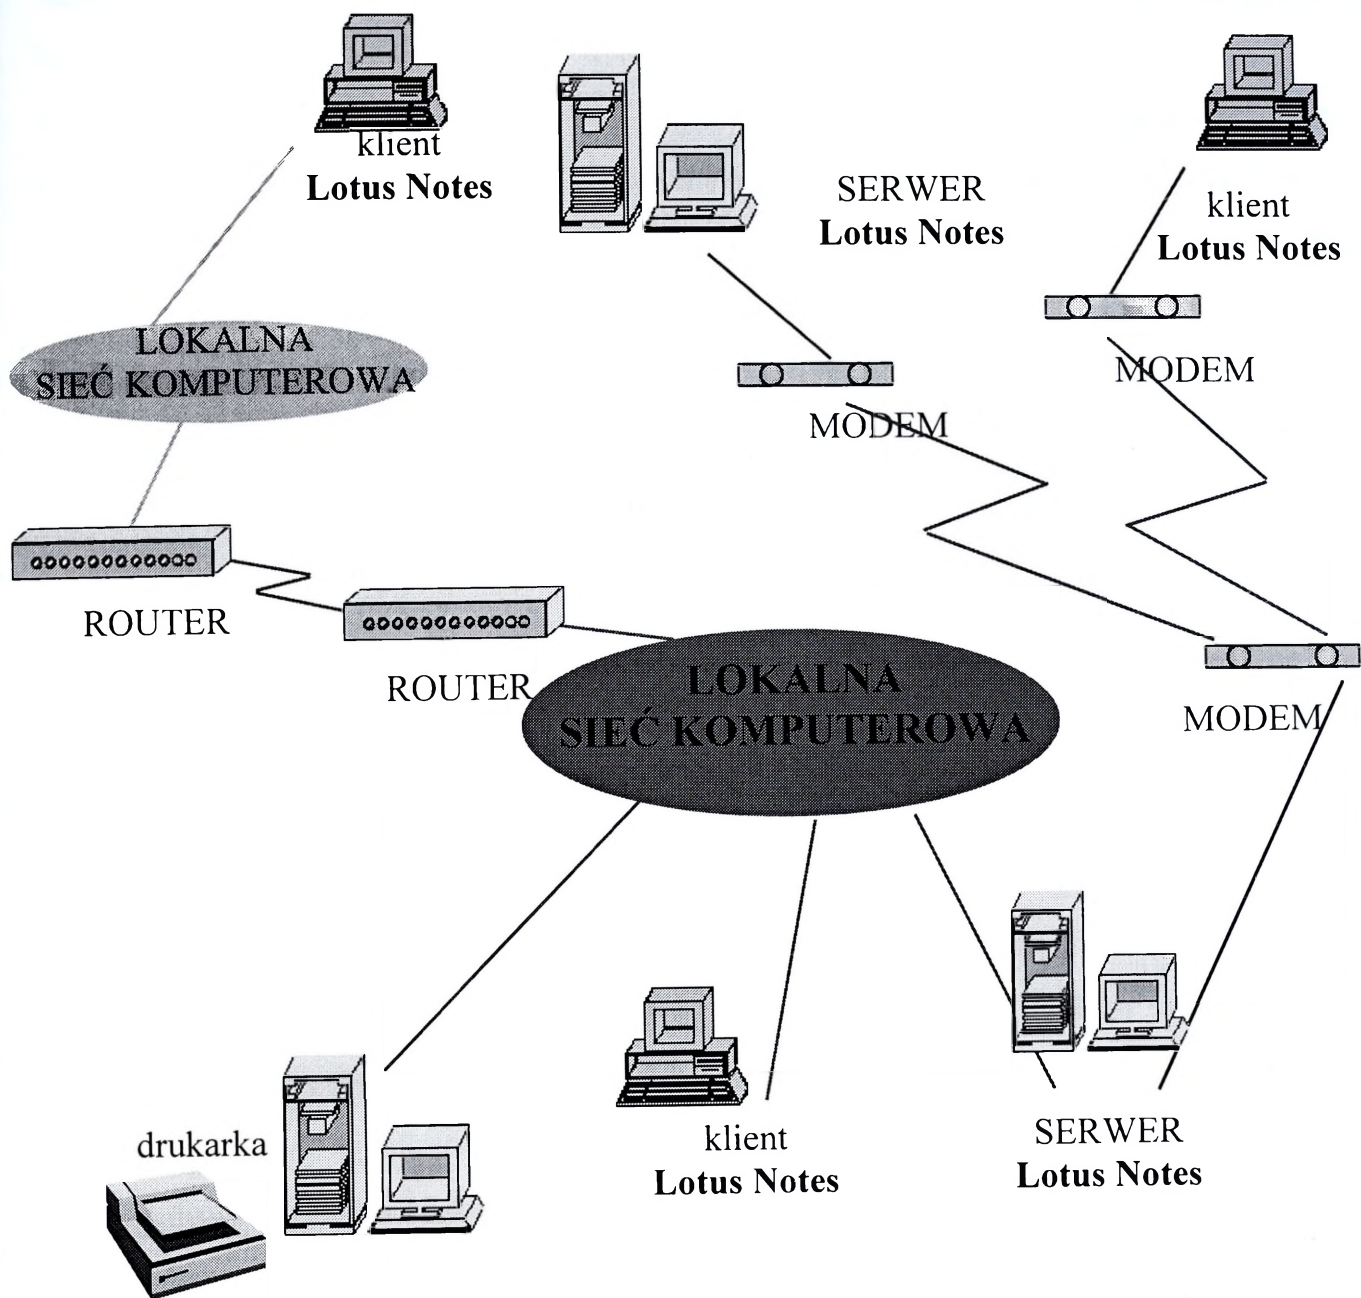 klient
Lotus Notes
SERWER
Lotus Notes
klient
Lotus Notes
LOKALNA
SIEĆ KOMPUTEROWA
MODEM
MODEM
ROUTER
ROUTER
LOKALNA
SIEĆ KOMPUTEROWA
MODEM
drukarka
klient
Lotus Notes
SERWER
Lotus Notes